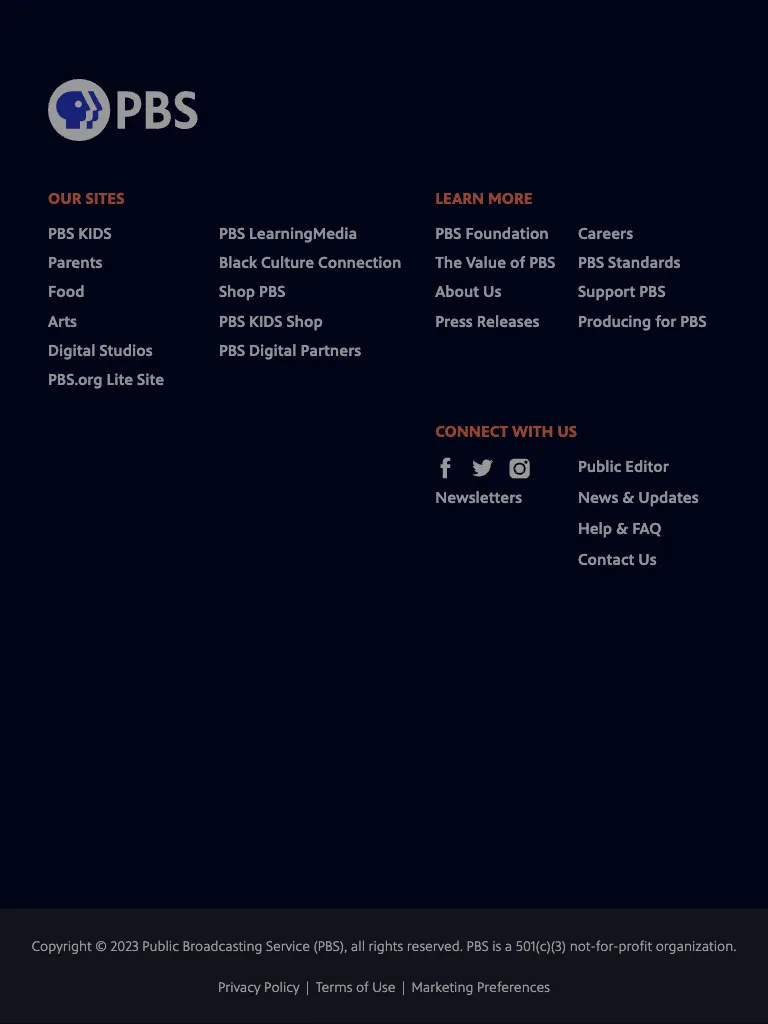 PBS
OUR SITES
PBS KIDS
Parents
Food
Arts
Digital Studios
PBS.org Lite Site
PBS LearningMedia
Black Culture Connection
Shop PBS
PBS KIDS Shop
PBS Digital Partners
LEARN MORE
PBS Foundation
The Value of PBS
About Us
Press Releases
Careers
PBS Standards
Support PBS
Producing for PBS
CONNECT WITH US
Newsletters
Public Editor
News & Updates
Help & FAQ
Contact Us
Copyright © 2023 Public Broadcasting Service (PBS), all rights reserved. PBS is a 501(c)(3) not-for-profit organization.
Privacy Policy | Terms of Use | Marketing Preferences